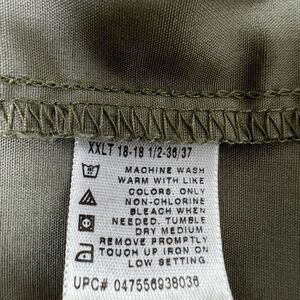 XXLT 18-18 1/2-36/37
MACHINE WASH
WARM WITH LIKE
COLORS. ONLY
NON-CHLORINE
BLEACH WHEN
NEEDED. TUMBLE
DRY MEDIUM.
REMOVE PROMPTLY
TOUCH UP IRON ON
LOW SETTING.
UPC# 047556938036